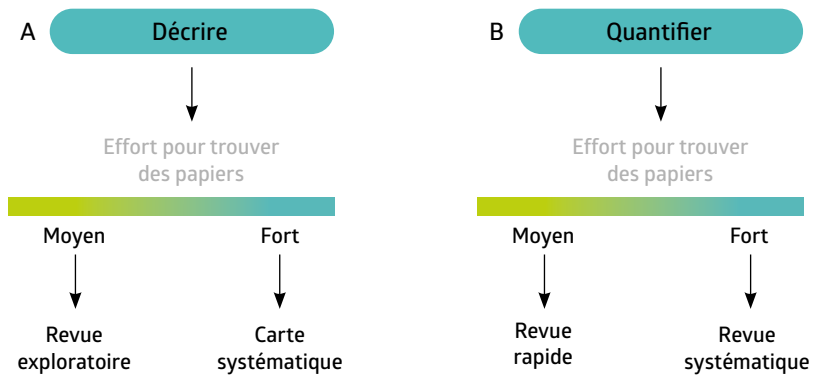 A
Décrire
Effort pour trouver
des papiers
Moyen
Fort
Revue
exploratoire
Carte
systématique
B
Quantifier
Effort pour trouver
des papiers
Moyen
Fort
Revue
rapide
Revue
systématique